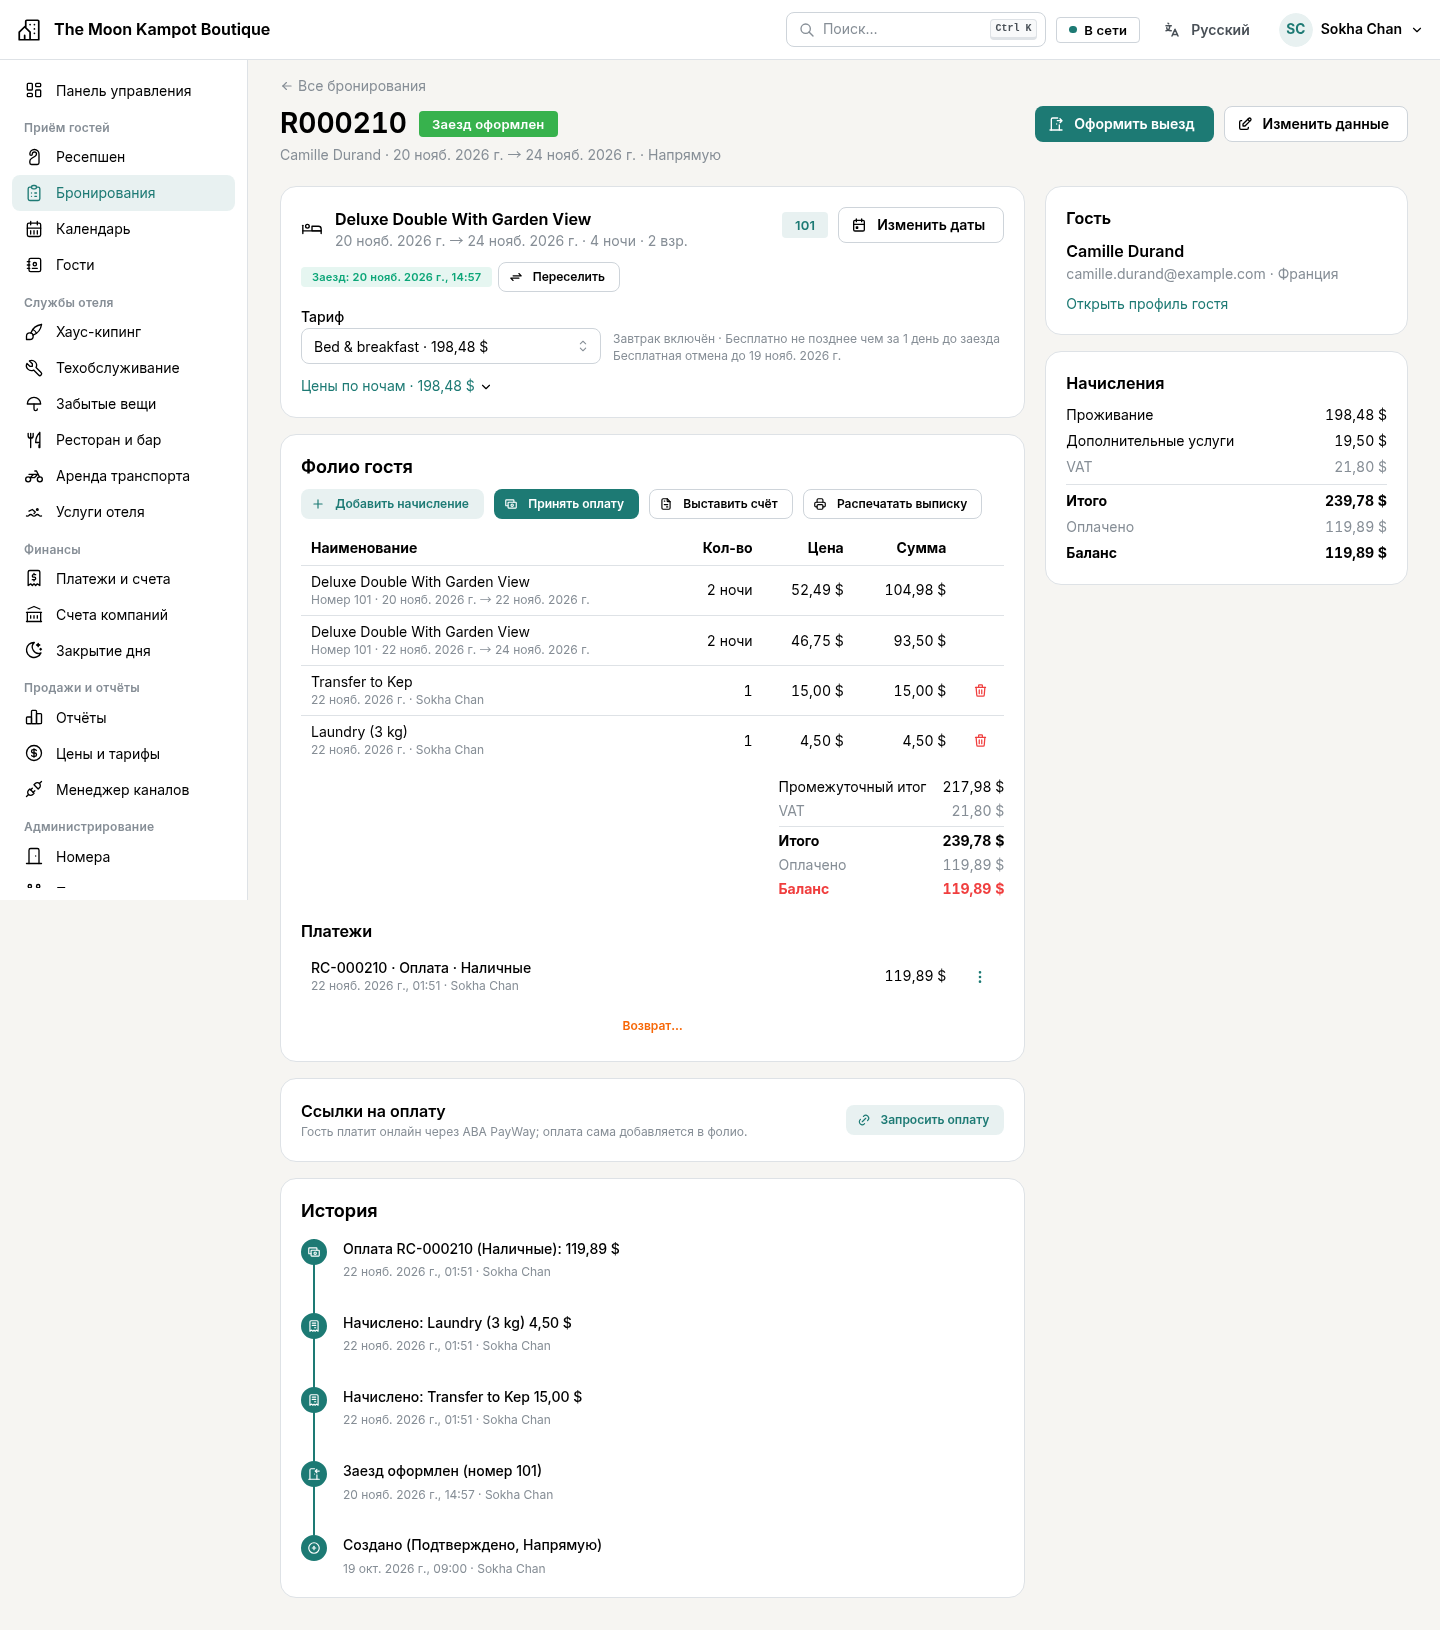 The Moon Kampot Boutique
Поиск...
Ctrl K
В сети
Русский
SC
Sokha Chan
Панель управления
Приём гостей
Ресепшен
Бронирования
Календарь
Гости
Службы отеля
Хаус-кипинг
Техобслуживание
Забытые вещи
Ресторан и бар
Аренда транспорта
Услуги отеля
Финансы
Платежи и счета
Счета компаний
Закрытие дня
Продажи и отчёты
Отчёты
Цены и тарифы
Менеджер каналов
Администрирование
Номера
← Все бронирования
R000210
Заезд оформлен
Camille Durand · 20 нояб. 2026 г. → 24 нояб. 2026 г. · Напрямую
Оформить выезд
Изменить данные
Deluxe Double With Garden View
20 нояб. 2026 г. → 24 нояб. 2026 г. · 4 ночи · 2 взр.
101
Изменить даты
Заезд: 20 нояб. 2026 г., 14:57
Переселить
Тариф
Bed & breakfast · 198,48 $
Завтрак включён · Бесплатно не позднее чем за 1 день до заезда
Бесплатная отмена до 19 нояб. 2026 г.
Цены по ночам · 198,48 $
Фолио гостя
Добавить начисление
Принять оплату
Выставить счёт
Распечатать выписку
Наименование Кол-во Цена Сумма
Deluxe Double With Garden View
Номер 101 · 20 нояб. 2026 г. → 22 нояб. 2026 г.
2 ночи 52,49 $ 104,98 $
Deluxe Double With Garden View
Номер 101 · 22 нояб. 2026 г. → 24 нояб. 2026 г.
2 ночи 46,75 $ 93,50 $
Transfer to Kep
22 нояб. 2026 г. · Sokha Chan
1 15,00 $ 15,00 $
Laundry (3 kg)
22 нояб. 2026 г. · Sokha Chan
1 4,50 $ 4,50 $
Промежуточный итог 217,98 $
VAT 21,80 $
Итого 239,78 $
Оплачено 119,89 $
Баланс 119,89 $
Платежи
RC-000210 · Оплата · Наличные
22 нояб. 2026 г., 01:51 · Sokha Chan
119,89 $
Возврат...
Ссылки на оплату
Гость платит онлайн через ABA PayWay; оплата сама добавляется в фолио.
Запросить оплату
История
Оплата RC-000210 (Наличные): 119,89 $
22 нояб. 2026 г., 01:51 · Sokha Chan
Начислено: Laundry (3 kg) 4,50 $
22 нояб. 2026 г., 01:51 · Sokha Chan
Начислено: Transfer to Kep 15,00 $
22 нояб. 2026 г., 01:51 · Sokha Chan
Заезд оформлен (номер 101)
20 нояб. 2026 г., 14:57 · Sokha Chan
Создано (Подтверждено, Напрямую)
19 окт. 2026 г., 09:00 · Sokha Chan
Гость
Camille Durand
camille.durand@example.com · Франция
Открыть профиль гостя
Начисления
Проживание 198,48 $
Дополнительные услуги 19,50 $
VAT 21,80 $
Итого 239,78 $
Оплачено 119,89 $
Баланс 119,89 $